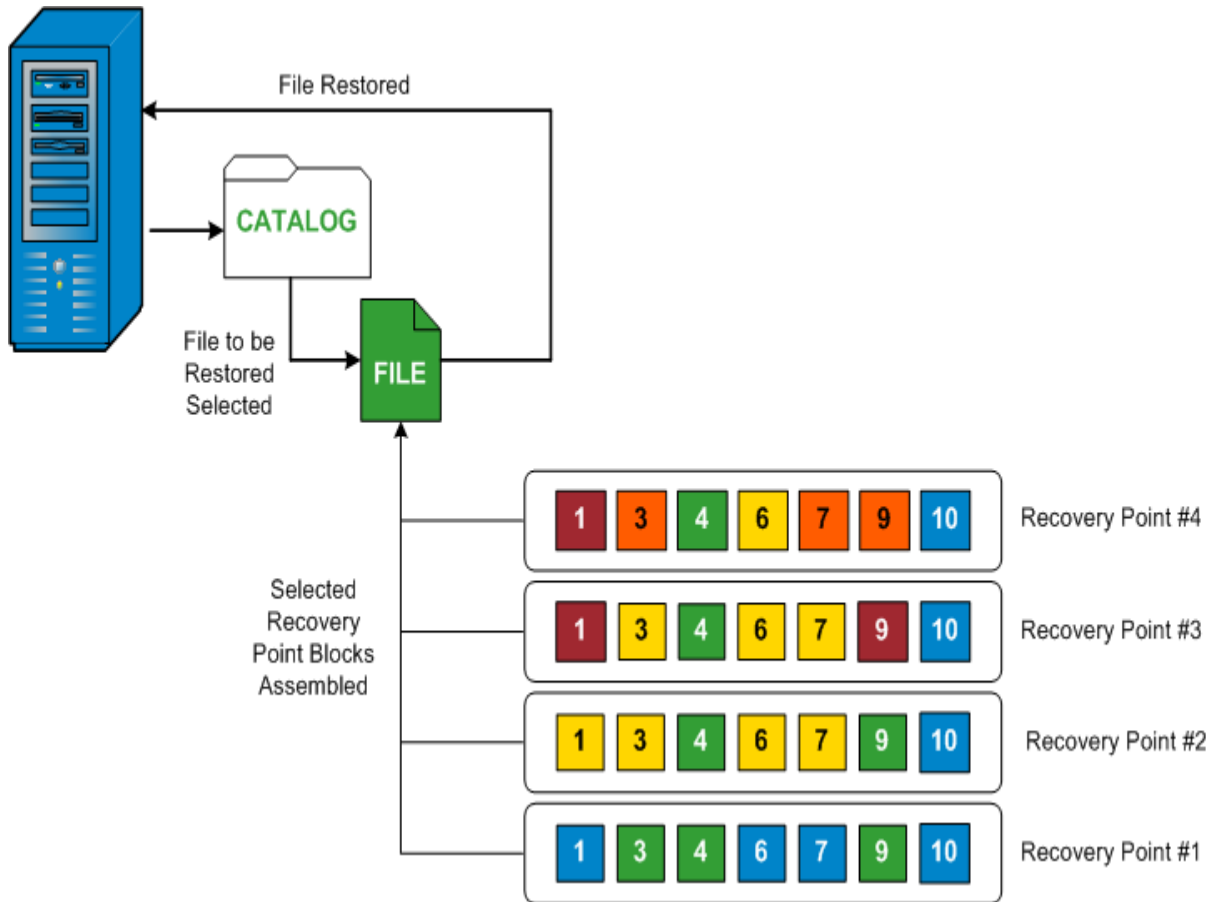 File Restored
CATALOG
File to be
Restored
Selected
FILE
1 3 4 6 7 9 10
Recovery Point #4
Selected
Recovery
Point Blocks
Assembled
1 3 4 6 7 9 10
Recovery Point #3
1 3 4 6 7 9 10
Recovery Point #2
1 3 4 6 7 9 10
Recovery Point #1